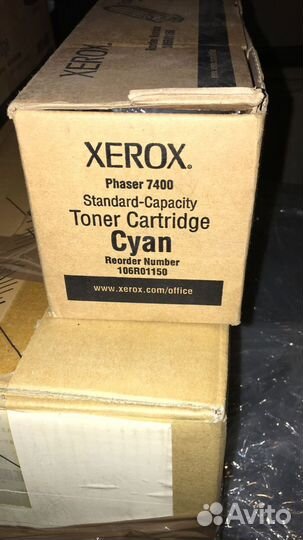 XEROX.
Phaser 7400
Standard-Capacity
Toner Cartridge
Cyan
Reorder Number
106R01150
www.xerox.com/office
Avito